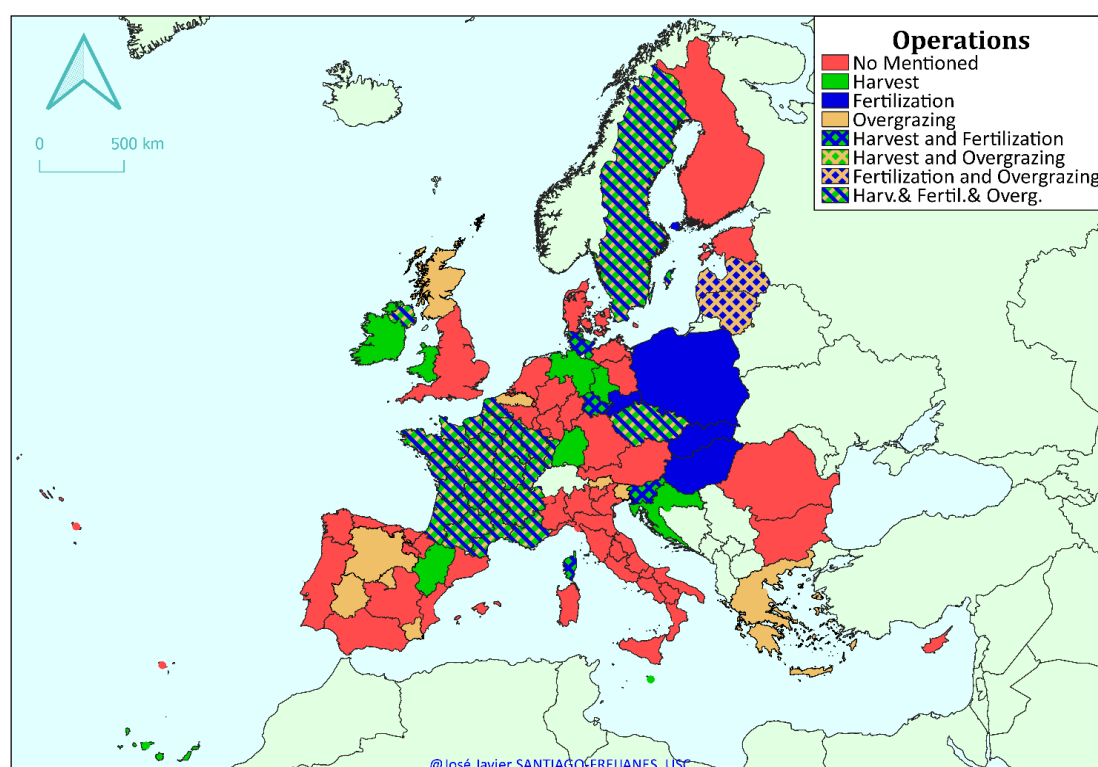 Operations
No Mentioned
Harvest
Fertilization
Overgrazing
Harvest and Fertilization
Harvest and Overgrazing
Fertilization and Overgrazing
Harv.& Fertil.& Overg.
0 500 km
@José Javier SANTIAGO-FREIJANES, USC